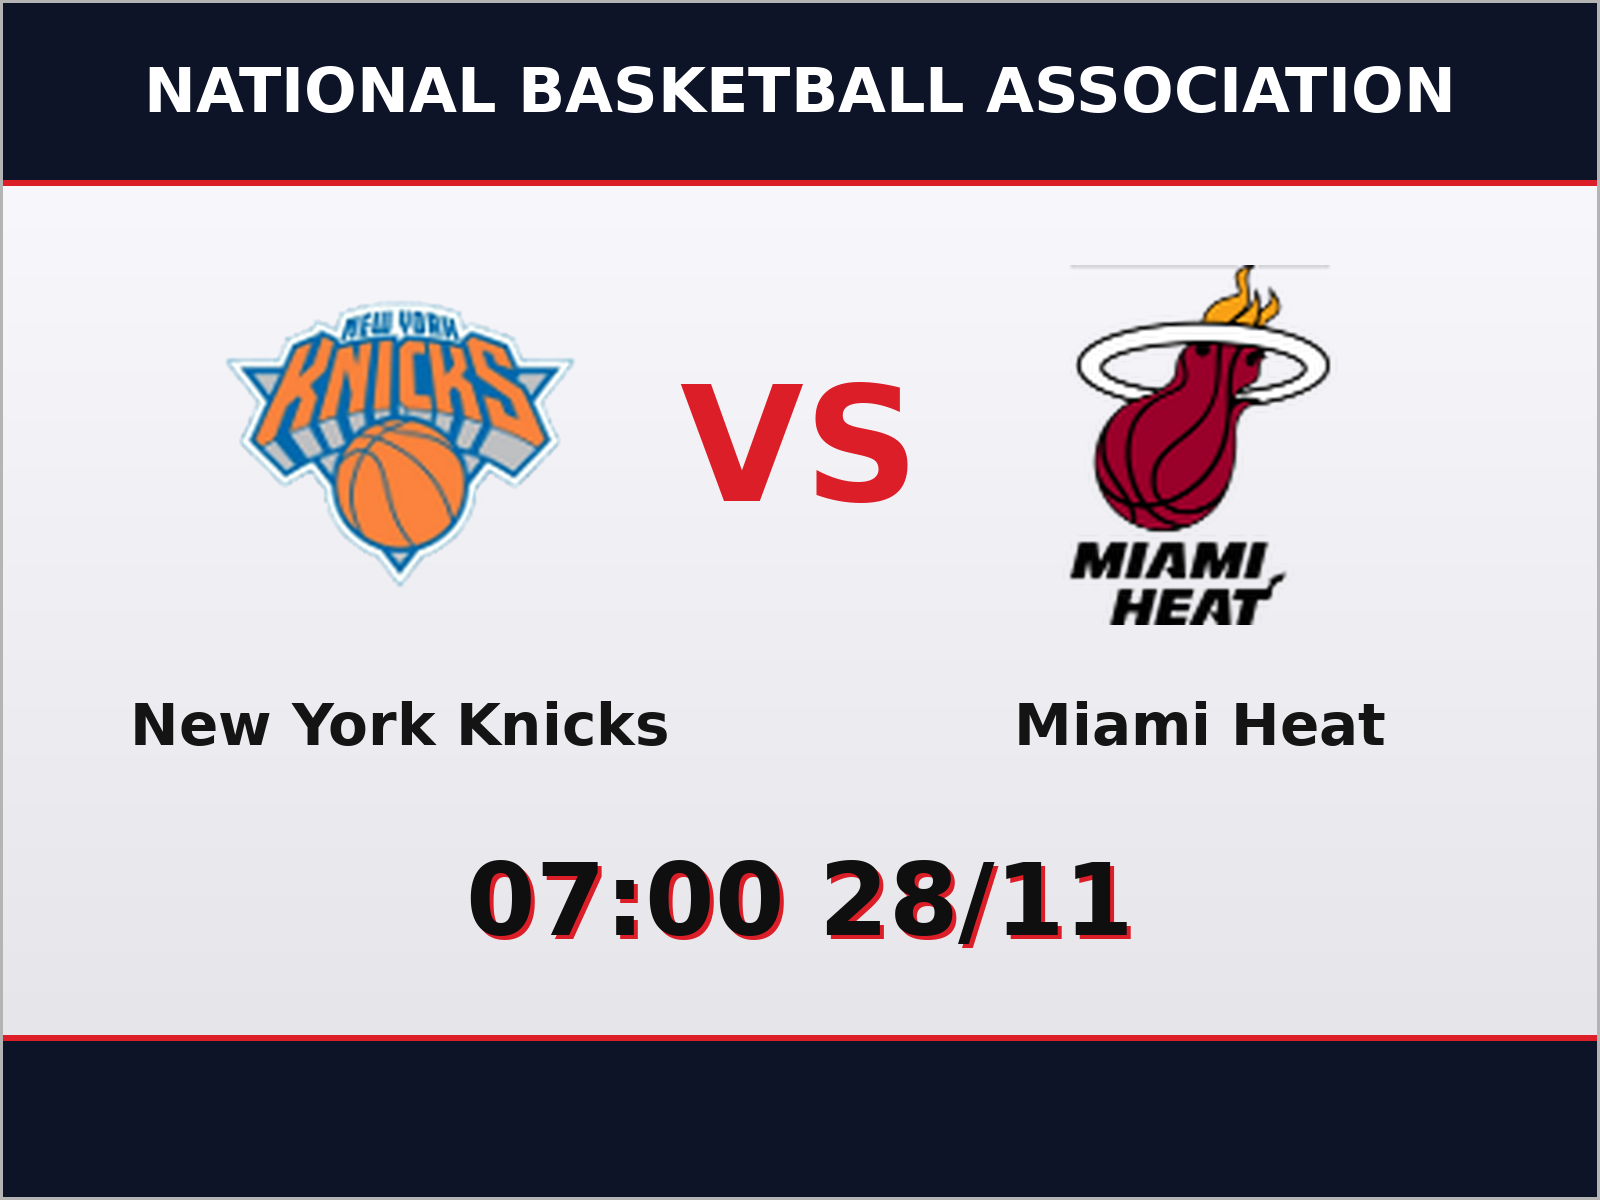 NATIONAL BASKETBALL ASSOCIATION
NEW YORK
KNICKS
VS
MIAMI
HEAT
New York Knicks
Miami Heat
07:00 28/11